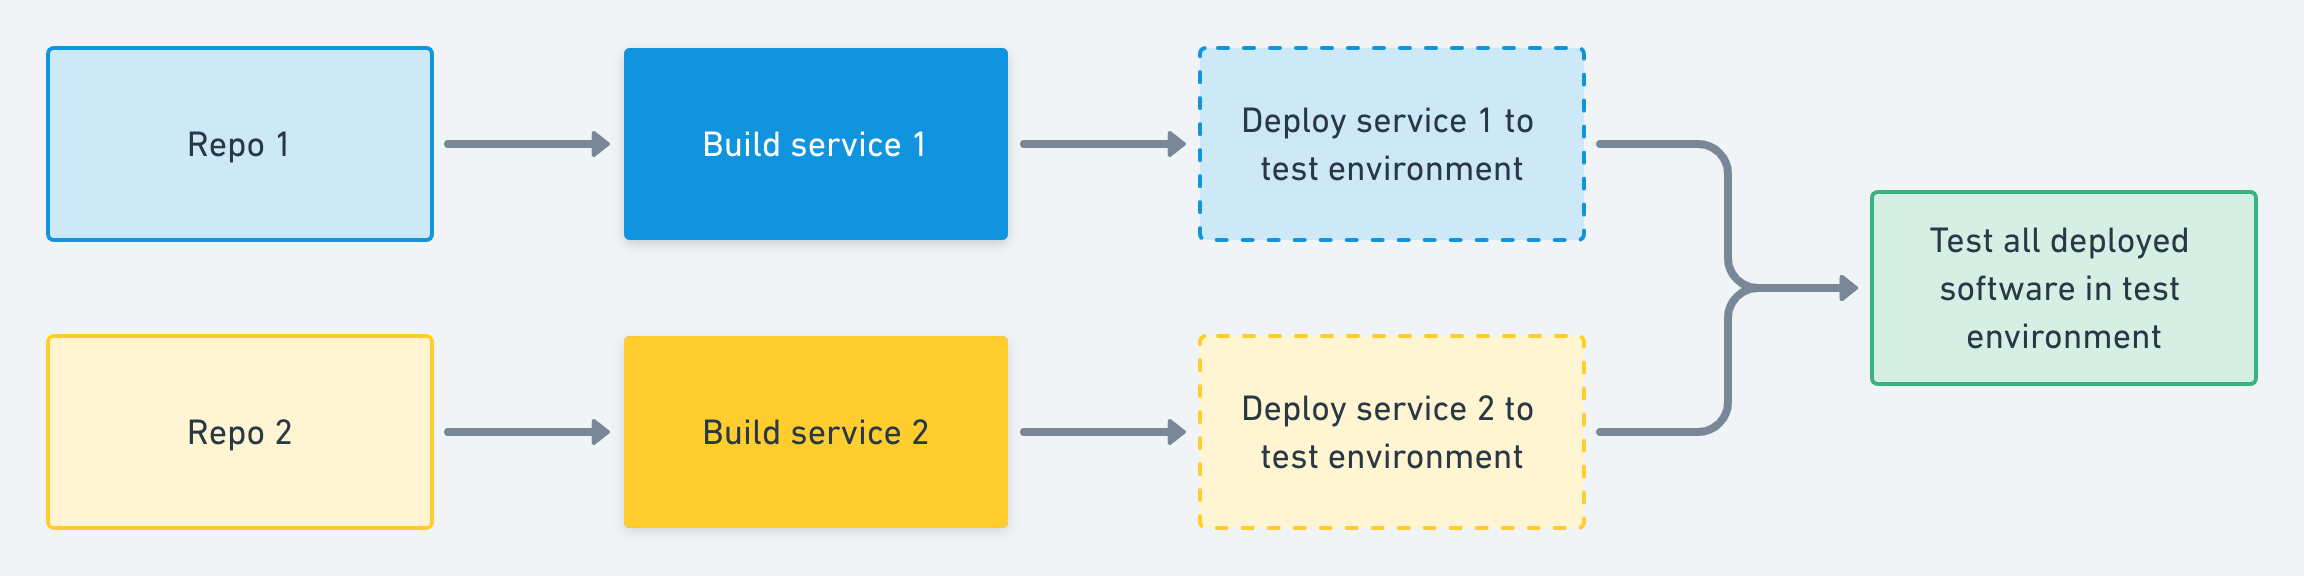 Repo 1
Build service 1
Deploy service 1 to
test environment
Test all deployed
software in test
environment
Repo 2
Build service 2
Deploy service 2 to
test environment